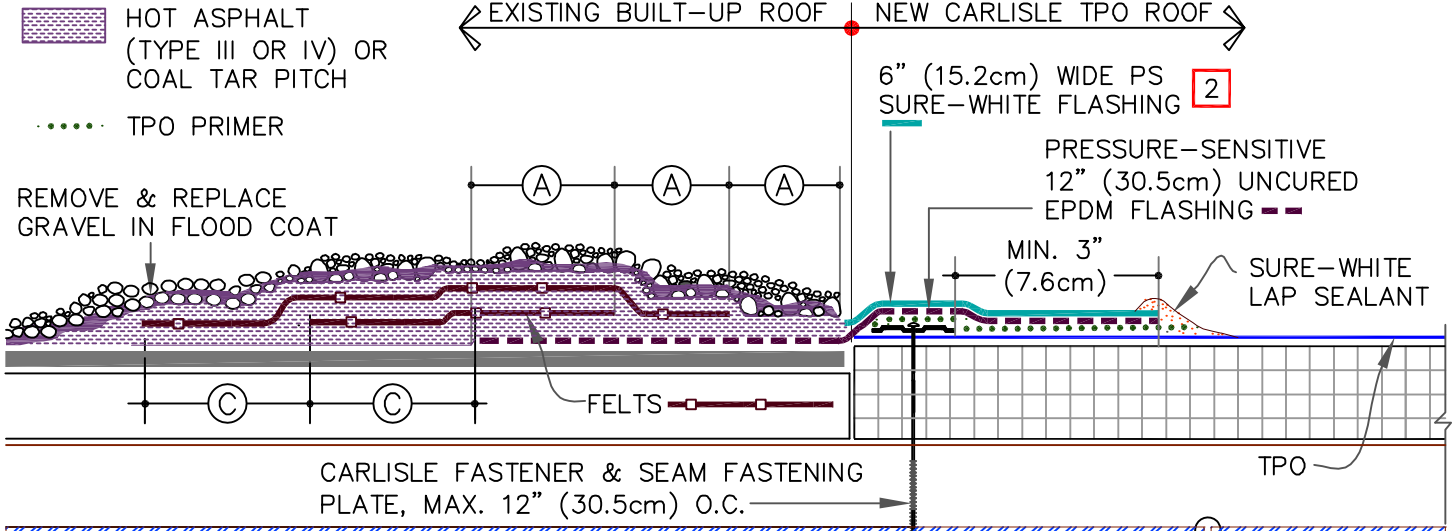 HOT ASPHALT
(TYPE III OR IV) OR
COAL TAR PITCH
TPO PRIMER
REMOVE & REPLACE
GRAVEL IN FLOOD COAT
EXISTING BUILT-UP ROOF
NEW CARLISLE TPO ROOF
6" (15.2cm) WIDE PS
SURE-WHITE FLASHING
2
PRESSURE-SENSITIVE
12" (30.5cm) UNCURED
EPDM FLASHING
A
A
A
MIN. 3"
(7.6cm)
SURE-WHITE
LAP SEALANT
C
C
FELTS
CARLISLE FASTENER & SEAM FASTENING
PLATE, MAX. 12" (30.5cm) O.C.
TPO